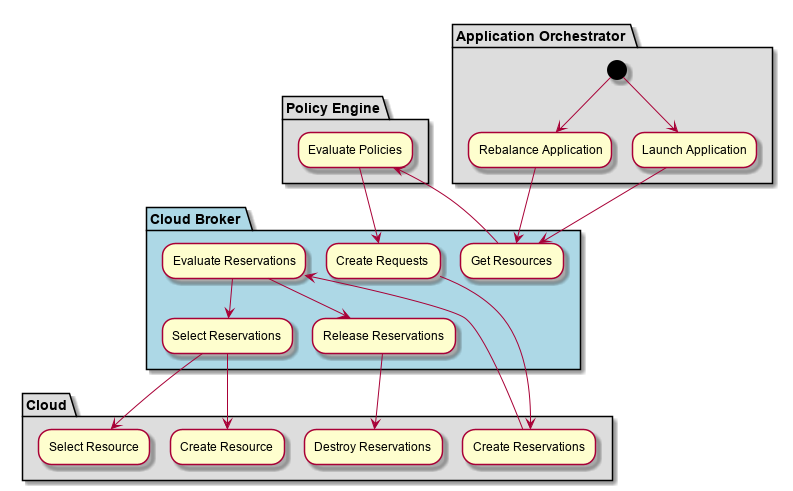 Application Orchestrator
Policy Engine
Evaluate Policies
Rebalance Application
Launch Application
Cloud Broker
Evaluate Reservations
Create Requests
Get Resources
Select Reservations
Release Reservations
Cloud
Select Resource
Create Resource
Destroy Reservations
Create Reservations